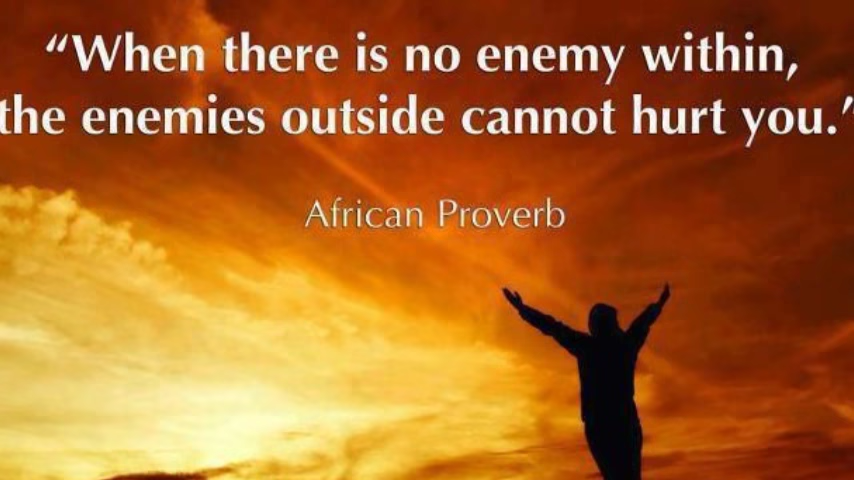 “When there is no enemy within,
the enemies outside cannot hurt you.”
African Proverb